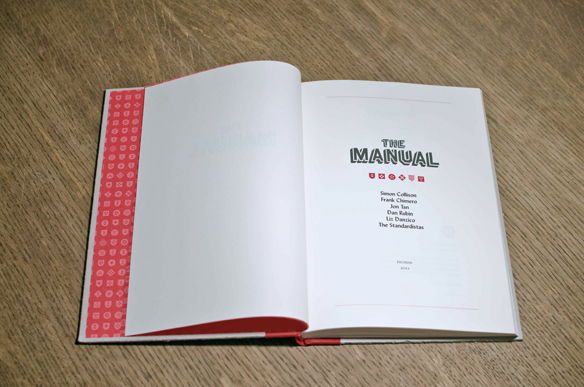 THE
MANUAL
Simon Collison
Frank Chimero
Jon Tan
Dan Rubin
Liz Danzico
The Standardistas